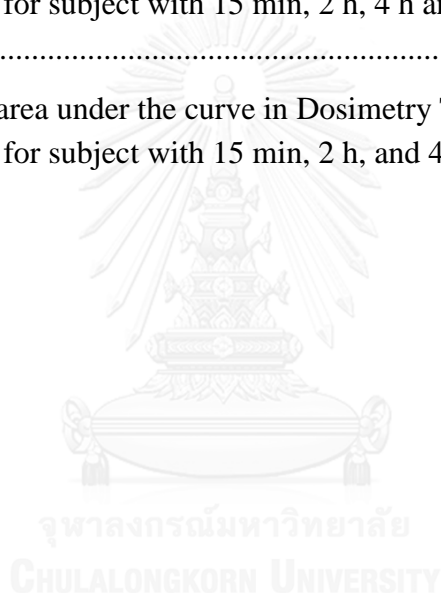 for subject with 15 min, 2 h, 4 h an
area under the curve in Dosimetry
for subject with 15 min, 2 h, and 4
จุฬาลงกรณ์มหาวิทยาลัย
CHULALONGKORN UNIVERSITY